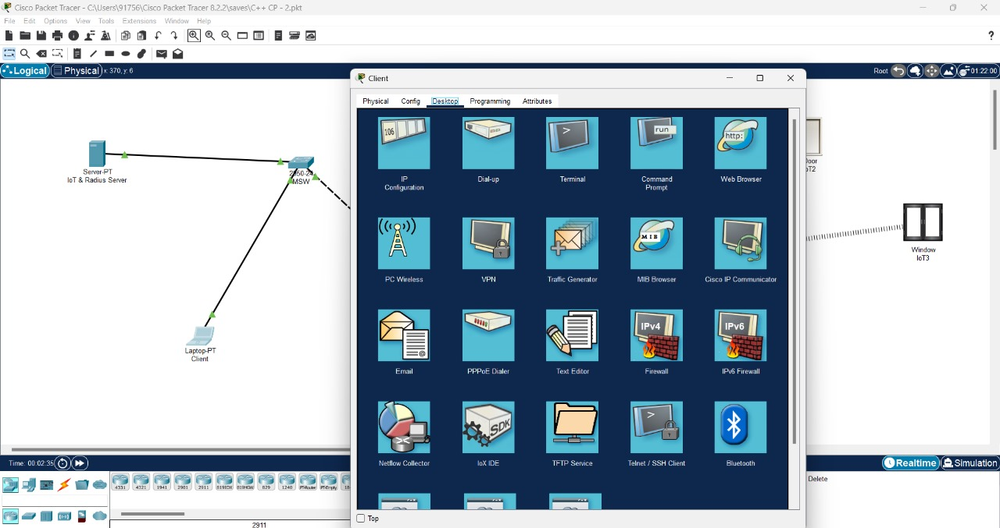 Cisco Packet Tracer - C:\Users\91756\Cisco Packet Tracer 8.2.2\saves\C++ CP - 2.pkt
File Edit Options View Tools Extensions Window Help
?
Logical Physical x: 370, y: 6
Root 01:22:00
Server-PT
IoT & Radius Server
MSW
Laptop-PT
Client
Client
Physical Config Desktop Programming Attributes
106
>
run
http:
IP
Configuration
Dial-up
Terminal
Command
Prompt
Web Browser
MIB
PC Wireless
VPN
Traffic Generator
MIB Browser
Cisco IP Communicator
@
IPv4
IPv6
Email
PPPoE Dialer
Text Editor
Firewall
IPv6 Firewall
SDK
>
Netflow Collector
IoX IDE
TFTP Service
Telnet / SSH Client
Bluetooth
Top
oT2
Window
IoT3
Time: 00:02:35
Realtime Simulation
4331 4321 1941 2901 2911 819IOX 819HGW 829 1240 PT-Router PT-Empty
Delete
2911